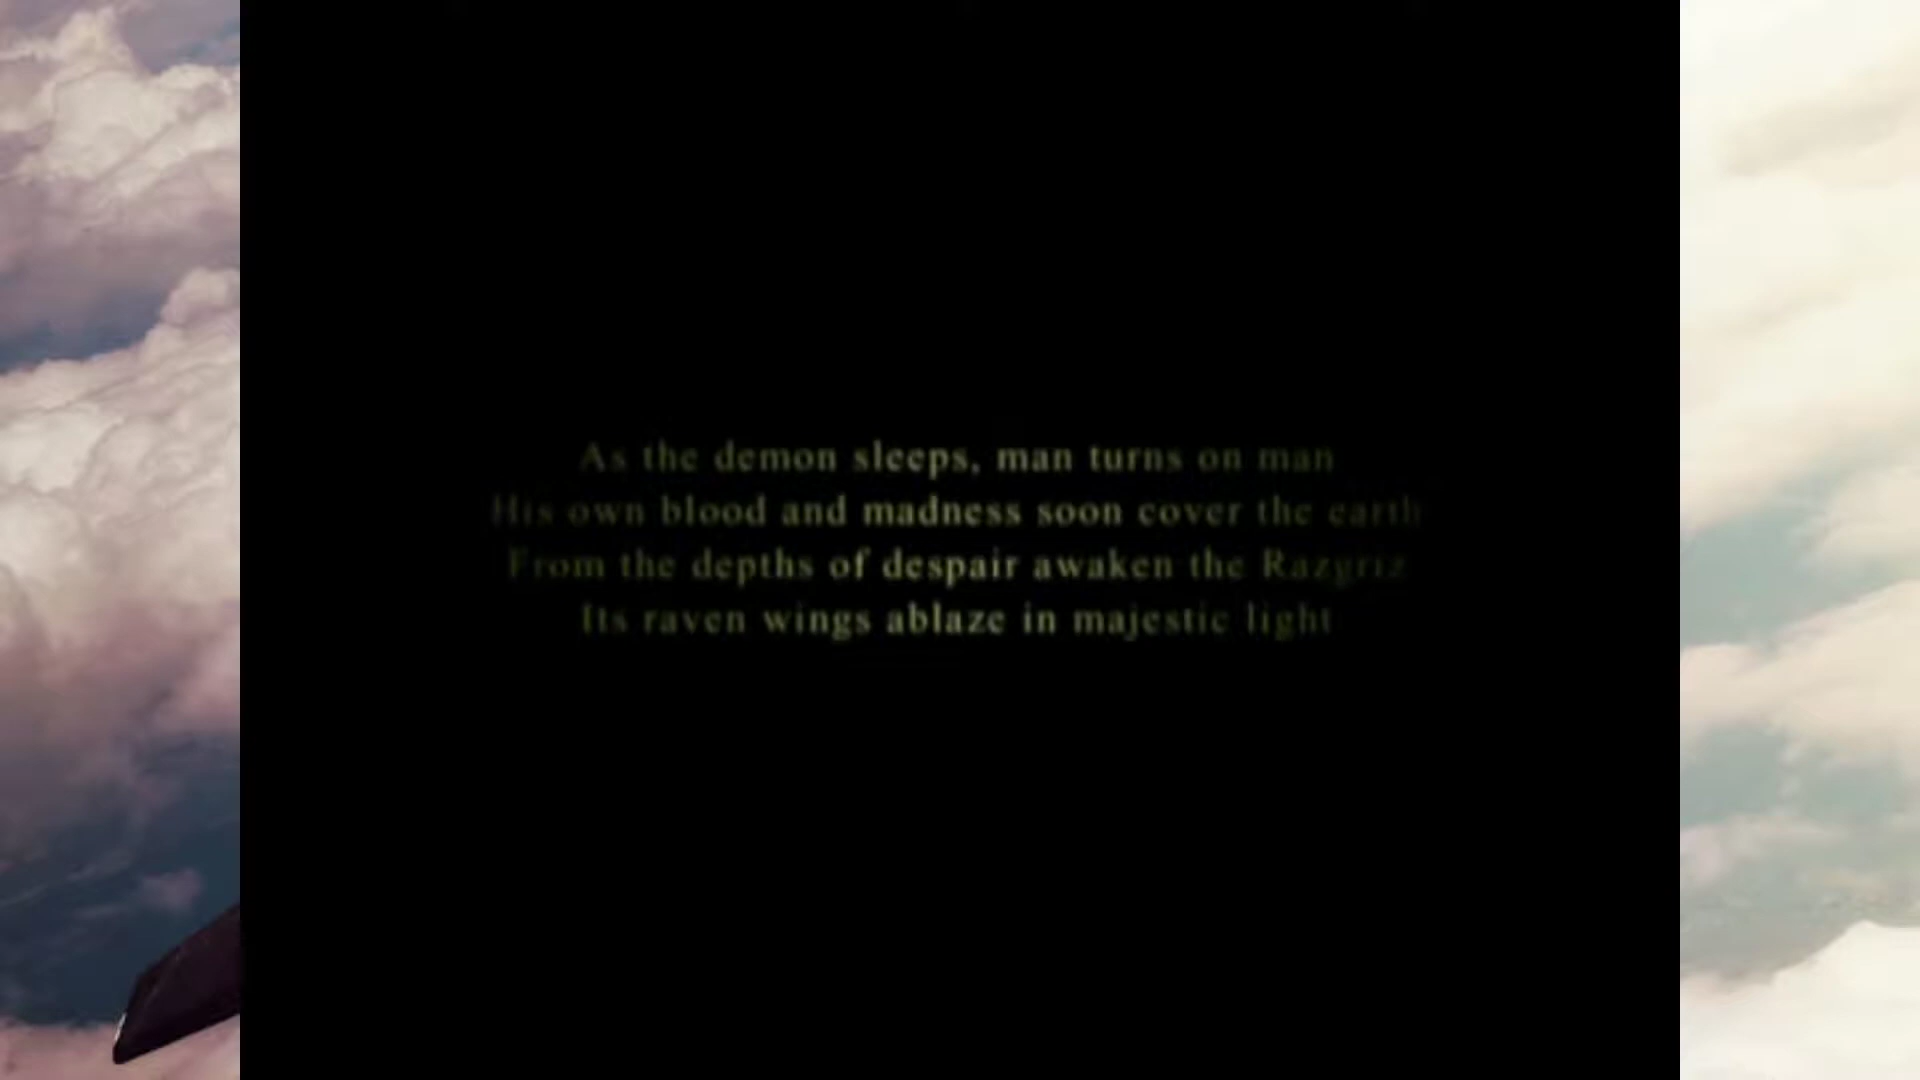 As the demon sleeps, man turns on man
His own blood and madness soon cover the earth
From the depths of despair awaken the Razgriz
Its raven wings ablaze in majestic light